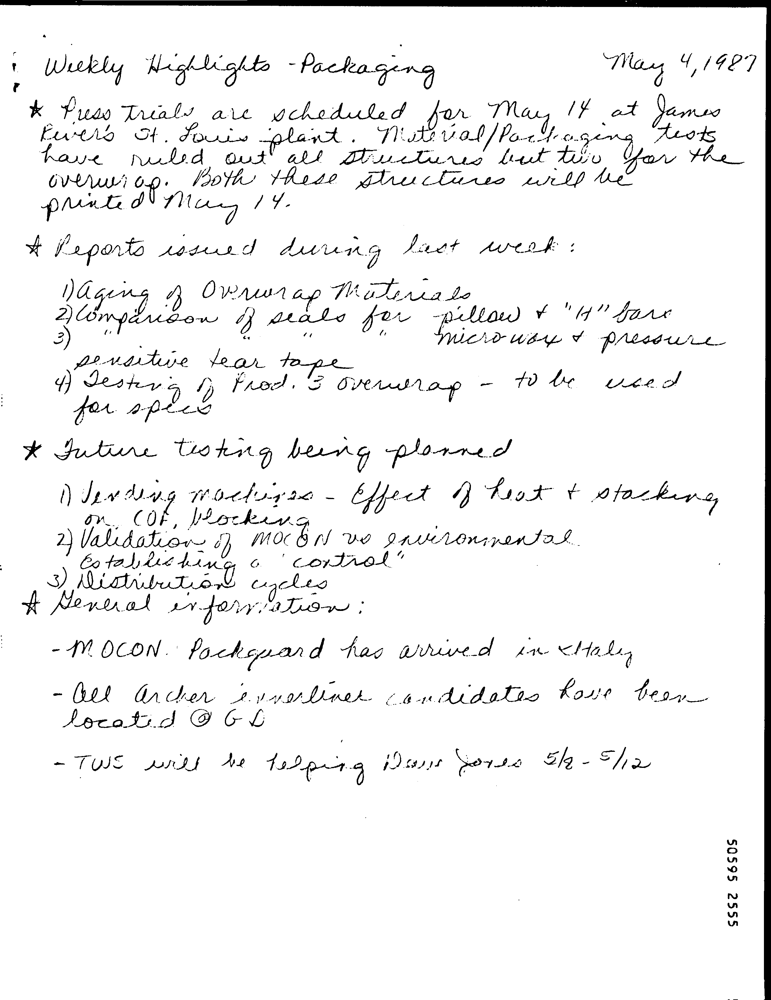 Weekly Highlights - Packaging May 4, 1987
* Press trials are scheduled for May 14 at James
River's St. Louis plant. Material/Packaging tests
have ruled out all structures but two for the
overwrap. Both these structures will be
printed May 14.
* Reports issued during last week:
1) Aging of Overwrap Materials
2) Comparison of seals for pillow & "H" bars
3) " " " " microwax & pressure
sensitive tear tape
4) Testing of Prod. 3 overwrap - to be used
for specs
* Future testing being planned
1) Vending machines - Effect of heat & stacking
on COF, blocking
2) Validation of MOCON vs environmental
Establishing a "control"
3) Distribution cycles
* General information:
- MOCON Packguard has arrived in Italy
- All Archer innerliner candidates have been
located @
- will be helping Jones - 5/12
50595 2555